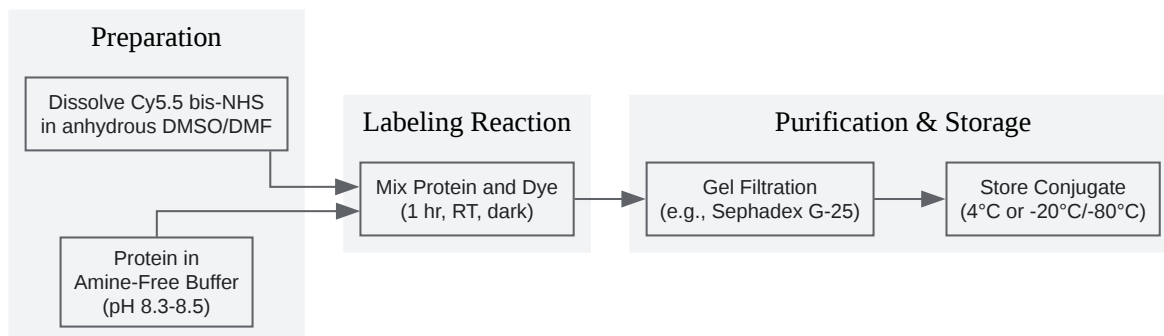 Preparation
Dissolve Cy5.5 bis-NHS
in anhydrous DMSO/DMF
Protein in
Amine-Free Buffer
(pH 8.3-8.5)
Labeling Reaction
Mix Protein and Dye
(1 hr, RT, dark)
Purification & Storage
Gel Filtration
(e.g., Sephadex G-25)
Store Conjugate
(4°C or -20°C/-80°C)